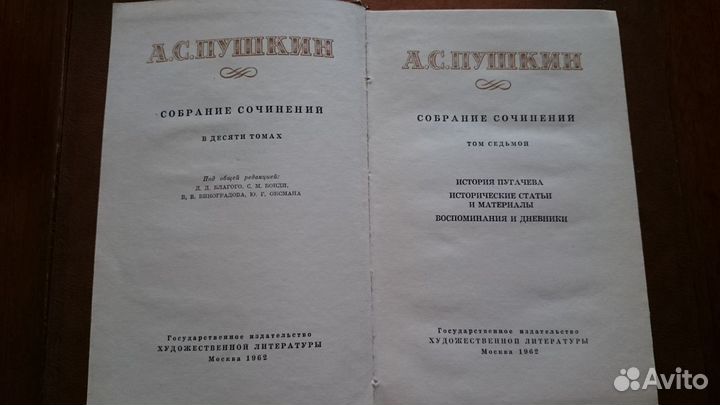 А.С.ПУШКИН
СОБРАНИЕ СОЧИНЕНИЙ
В ДЕСЯТИ ТОМАХ
Под общей редакцией:
Д. Д. БЛАГОГО, С. М. БОНДИ,
В. В. ВИНОГРАДОВА, Ю. Г. ОКСМАНА
Государственное издательство
ХУДОЖЕСТВЕННОЙ ЛИТЕРАТУРЫ
Москва 1962
А.С.ПУШКИН
СОБРАНИЕ СОЧИНЕНИЙ
ТОМ СЕДЬМОЙ
ИСТОРИЯ ПУГАЧЕВА
ИСТОРИЧЕСКИЕ СТАТЬИ
И МАТЕРИАЛЫ
ВОСПОМИНАНИЯ И ДНЕВНИКИ
Государственное издательство
ХУДОЖЕСТВЕННОЙ ЛИТЕРАТУРЫ
Москва 1962
Avito